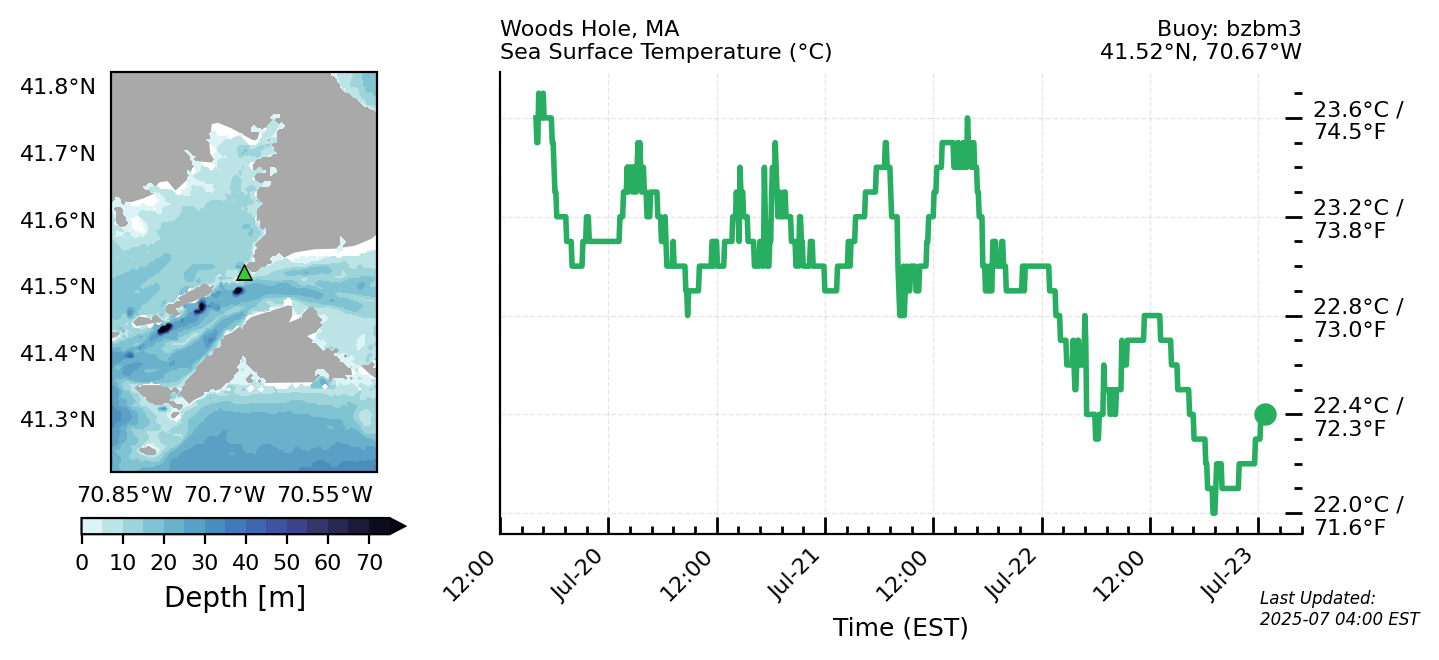 Woods Hole, MA
Sea Surface Temperature (°C)
Buoy: bzbm3
41.52°N, 70.67°W
41.8°N
41.7°N
41.6°N
41.5°N
41.4°N
41.3°N
70.85°W 70.7°W 70.55°W
0 10 20 30 40 50 60 70
Depth [m]
23.6°C /
74.5°F
23.2°C /
73.8°F
22.8°C /
73.0°F
22.4°C /
72.3°F
22.0°C /
71.6°F
12:00 Jul-20 12:00 Jul-21 12:00 Jul-22 12:00 Jul-23
Time (EST)
Last Updated:
2025-07 04:00 EST